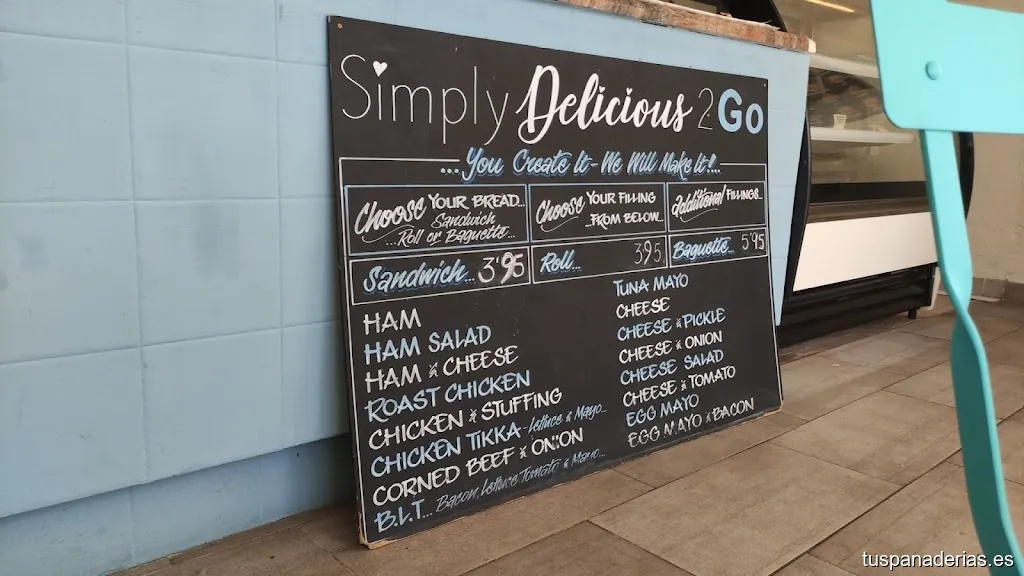 Simply Delicious 2 Go
...You Create It - We Will Make It!...
Choose YOUR BREAD...
Sandwich
...Roll or Baguette...
Choose YOUR FILLING
...FROM BELOW...
additional FILLINGS...
Sandwich... 3'95
Roll... 3'95
Baguette... 5'95
HAM
HAM SALAD
HAM & CHEESE
ROAST CHICKEN
CHICKEN & STUFFING
CHICKEN TIKKA - Lettuce & Mayo...
CORNED BEEF & ONION
B.L.T... Bacon, Lettuce, Tomato & Mayo...
TUNA MAYO
CHEESE
CHEESE & PICKLE
CHEESE & ONION
CHEESE SALAD
CHEESE & TOMATO
EGG MAYO
EGG MAYO & BACON
tuspanaderias.es